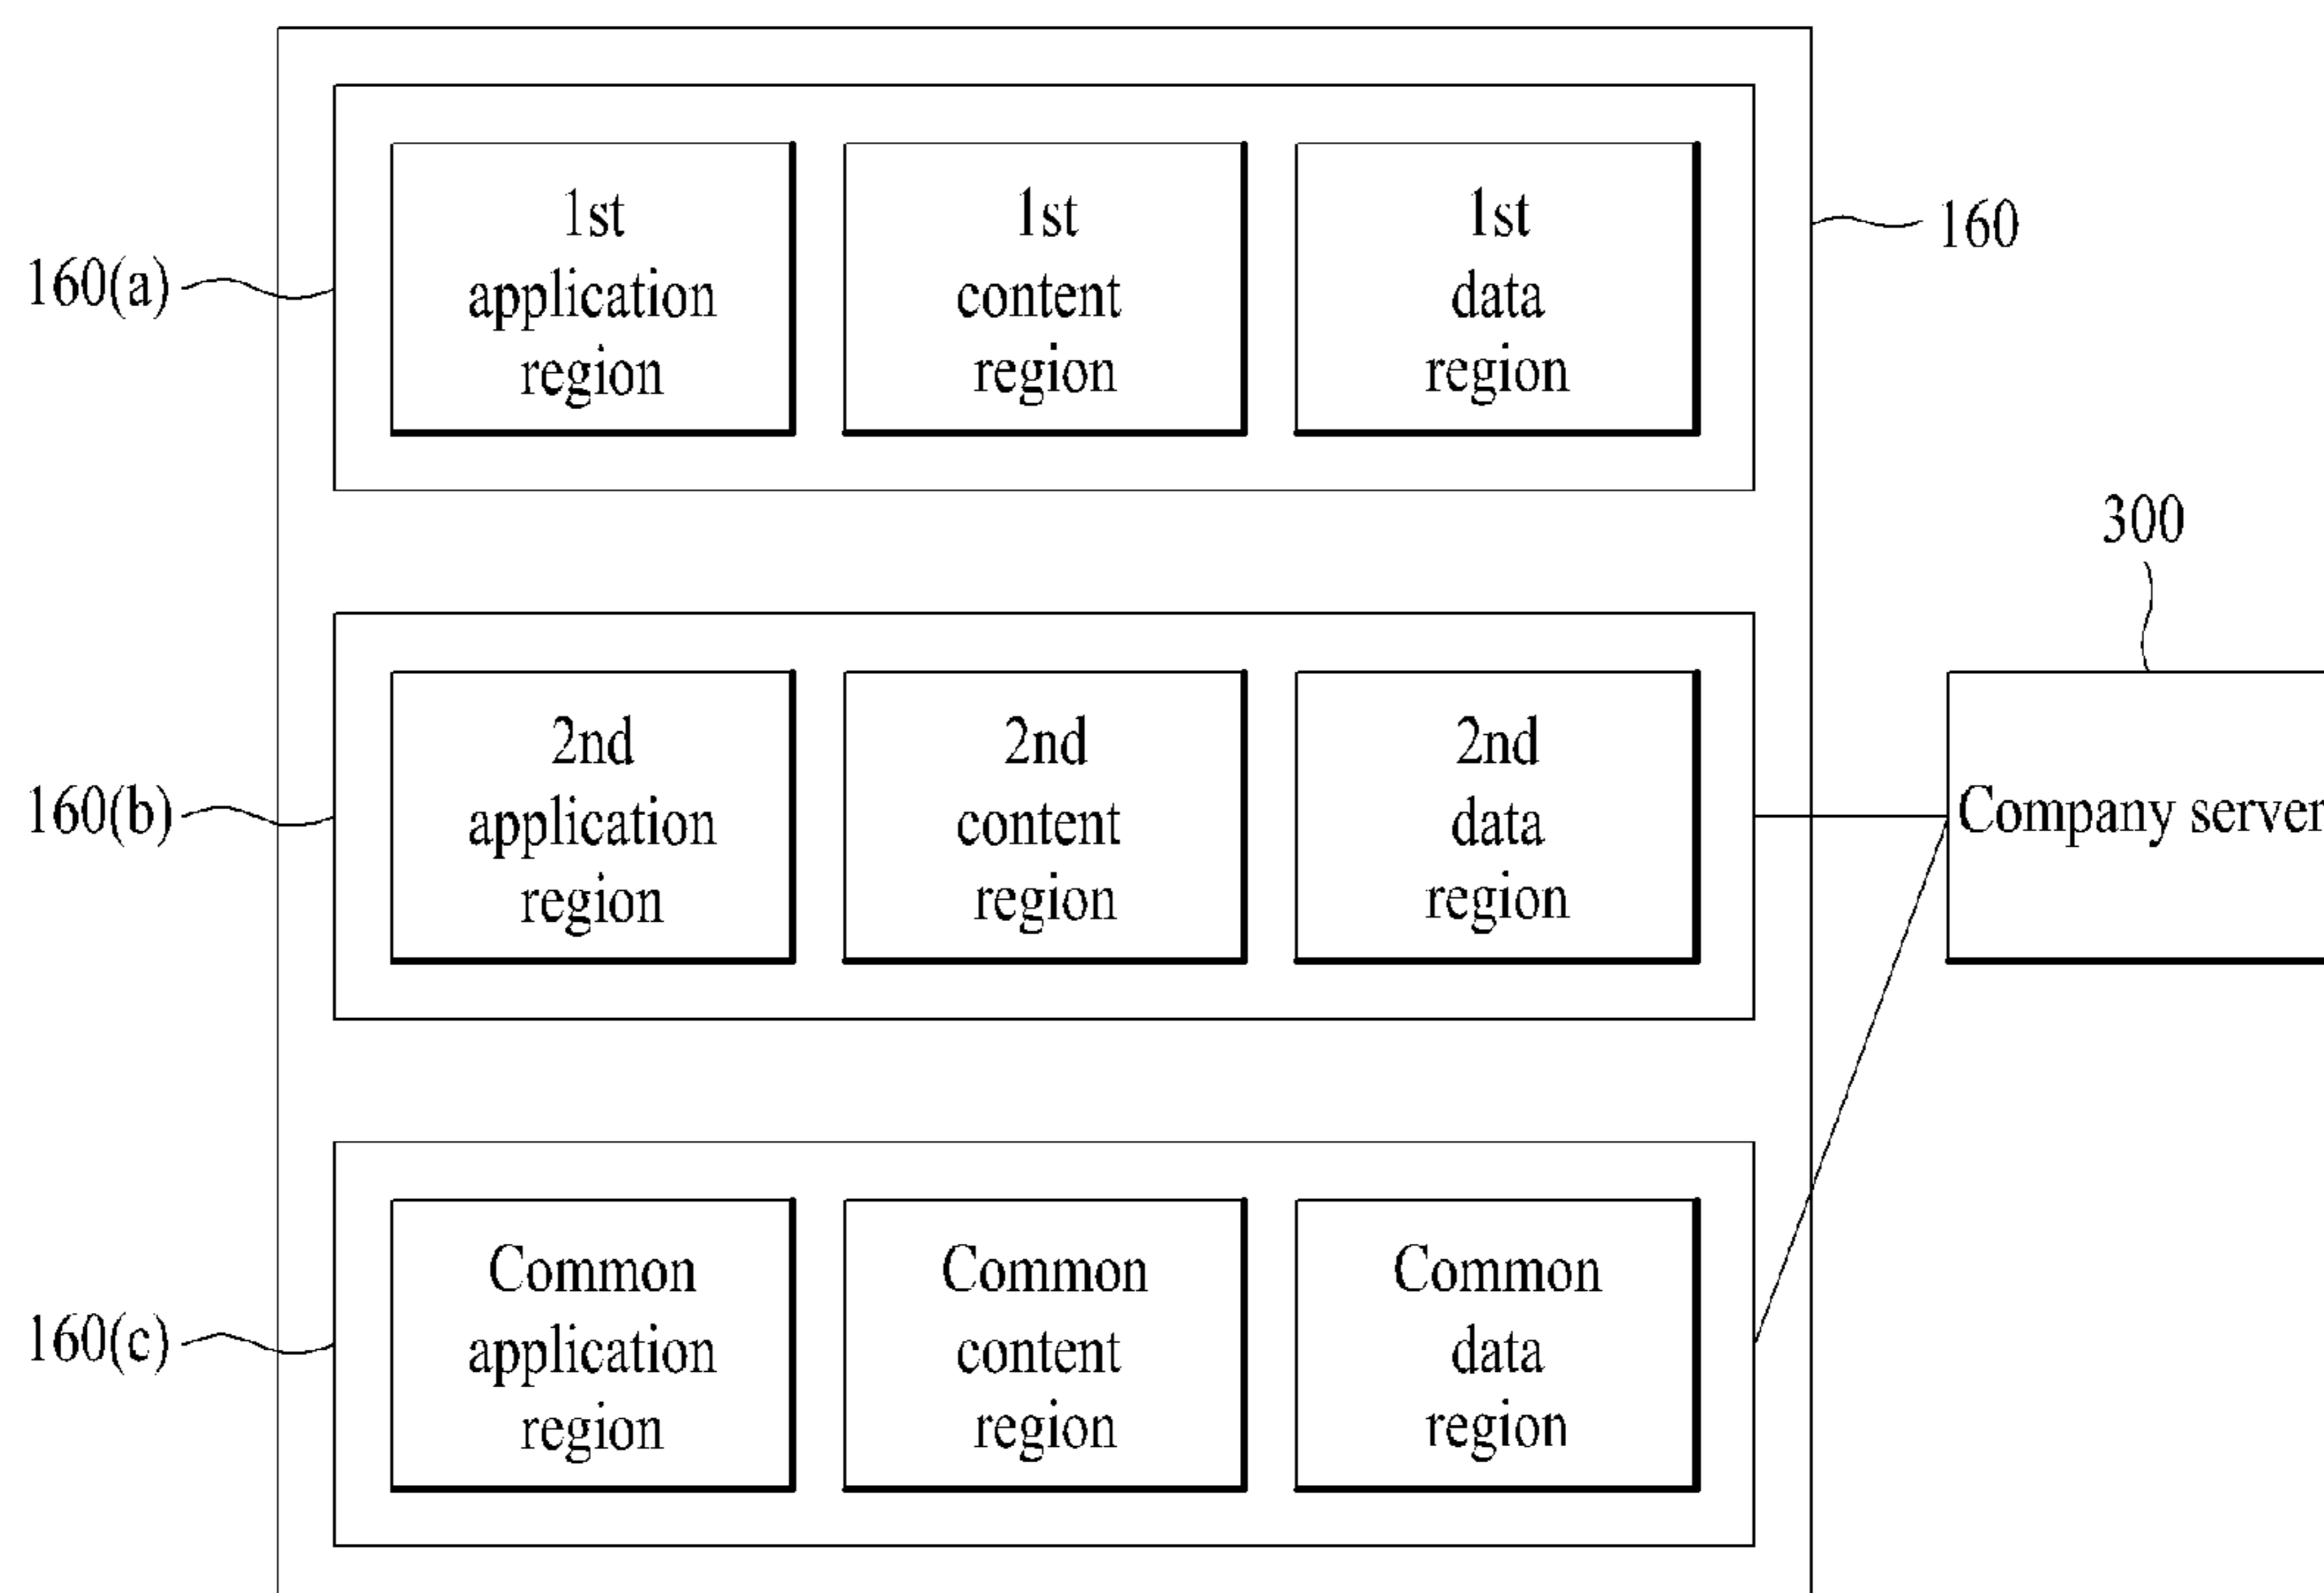 1st
application
region
1st
content
region
1st
data
region
160
160(a)
300
2nd
application
region
2nd
content
region
2nd
data
region
160(b)
Company server
Common
application
region
Common
content
region
Common
data
region
160(c)